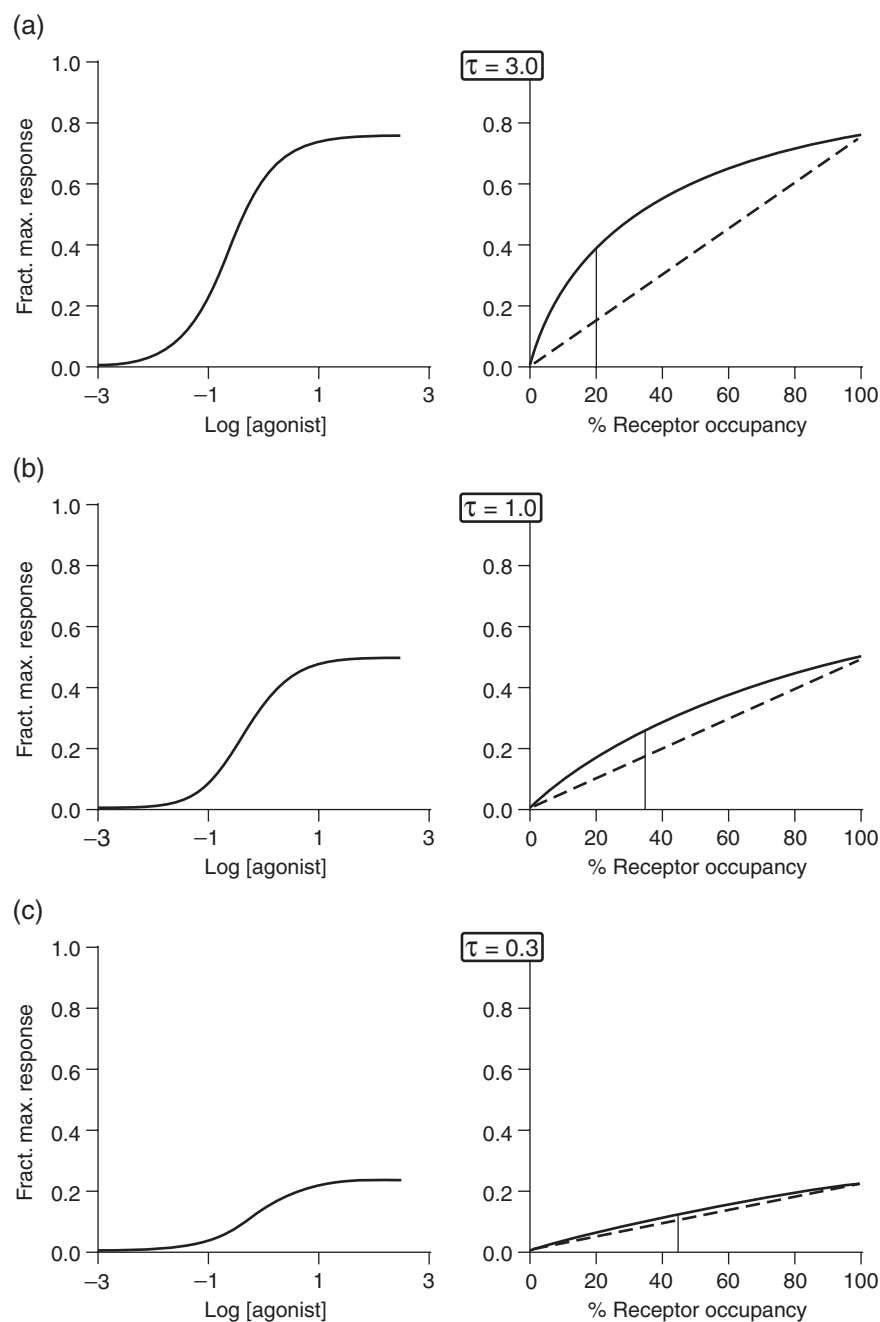 (a)
τ = 3.0
1.0
0.8
0.6
0.4
0.2
0.0
Fract. max. response
−3 −1 1 3
Log [agonist]
0.8
0.6
0.4
0.2
0.0
0 20 40 60 80 100
% Receptor occupancy
(b)
τ = 1.0
1.0
0.8
0.6
0.4
0.2
0.0
Fract. max. response
−3 −1 1 3
Log [agonist]
0.8
0.6
0.4
0.2
0.0
0 20 40 60 80 100
% Receptor occupancy
(c)
τ = 0.3
1.0
0.8
0.6
0.4
0.2
0.0
Fract. max. response
−3 −1 1 3
Log [agonist]
0.8
0.6
0.4
0.2
0.0
0 20 40 60 80 100
% Receptor occupancy